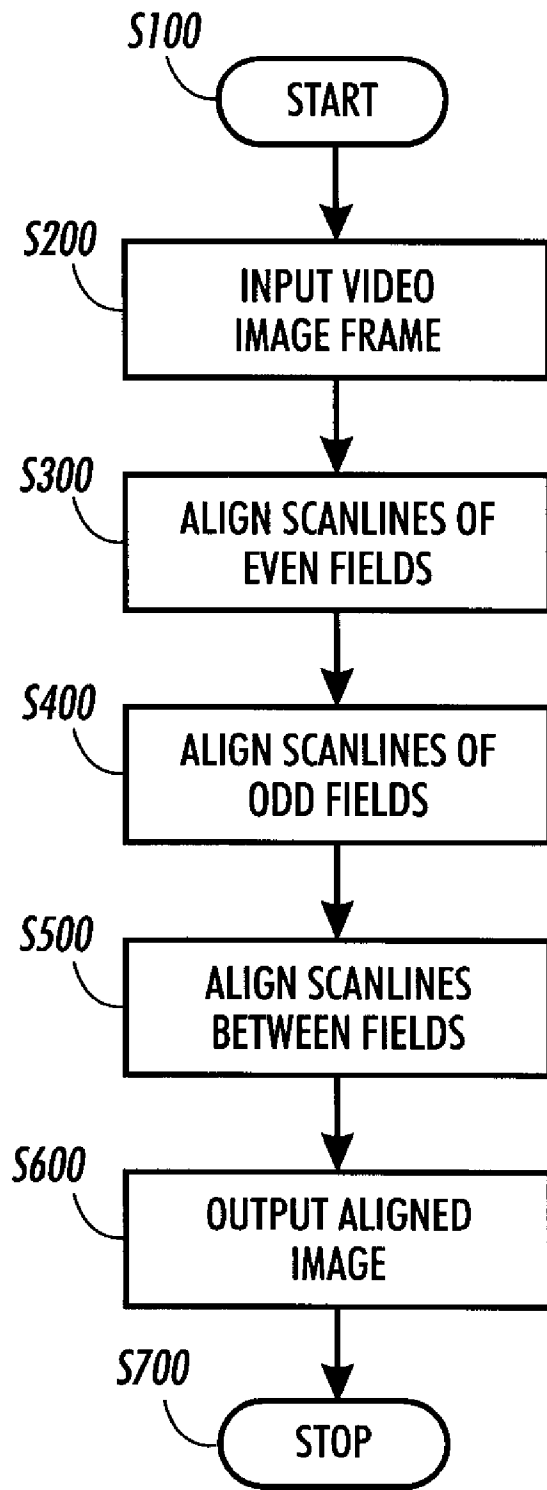 S100
START
S200
INPUT VIDEO
IMAGE FRAME
S300
ALIGN SCANLINES OF
EVEN FIELDS
S400
ALIGN SCANLINES OF
ODD FIELDS
S500
ALIGN SCANLINES
BETWEEN FIELDS
S600
OUTPUT ALIGNED
IMAGE
S700
STOP